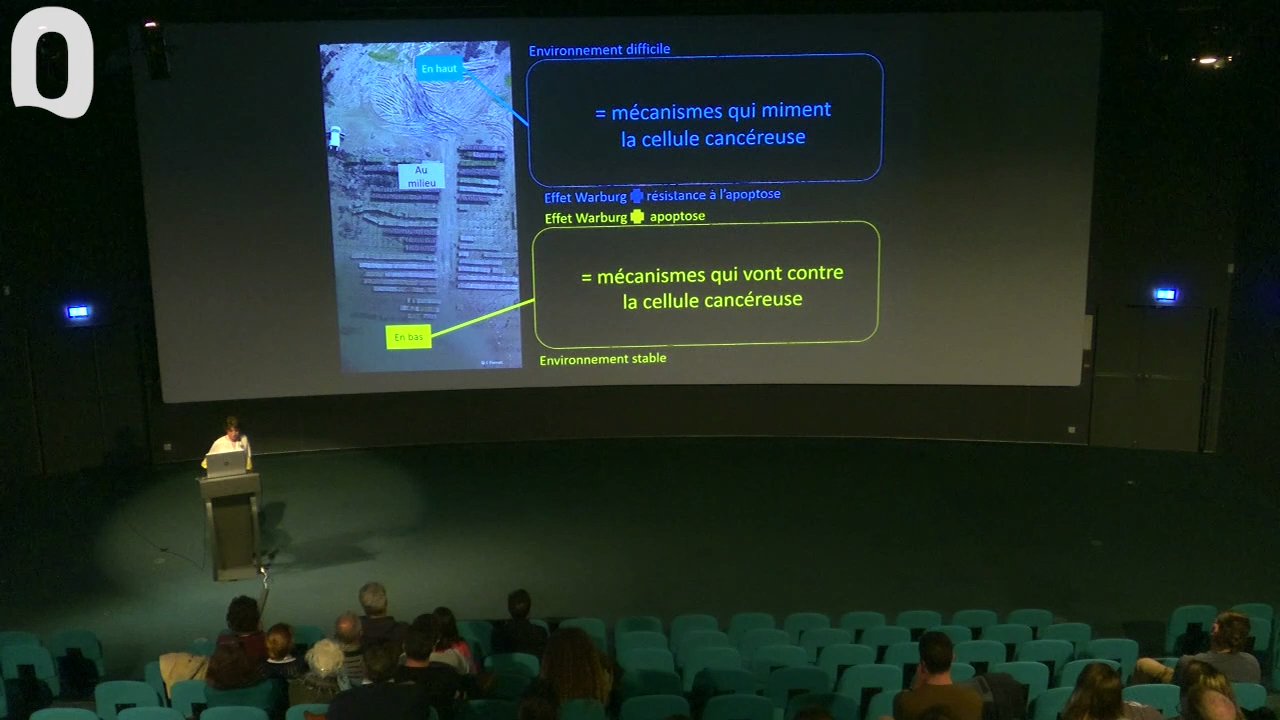 Environnement difficile
En haut
= mécanismes qui miment
la cellule cancéreuse
Au
milieu
Effet Warburg résistance à l'apoptose
Effet Warburg apoptose
= mécanismes qui vont contre
la cellule cancéreuse
En bas
Environnement stable